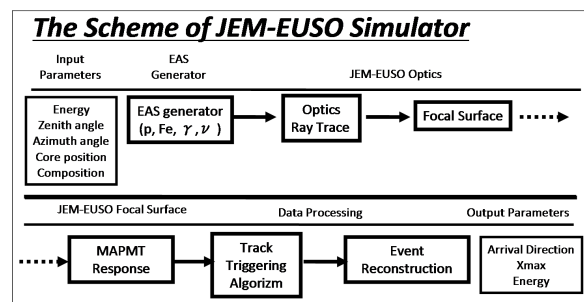 The Scheme of JEM-EUSO Simulator
Input
Parameters
EAS
Generator
JEM-EUSO Optics
Energy
Zenith angle
Azimuth angle
Core position
Composition
EAS generator
(p, Fe, γ, ν )
Optics
Ray Trace
Focal Surface
JEM-EUSO Focal Surface
Data Processing
Output Parameters
MAPMT
Response
Track
Triggering
Algorizm
Event
Reconstruction
Arrival Direction
Xmax
Energy